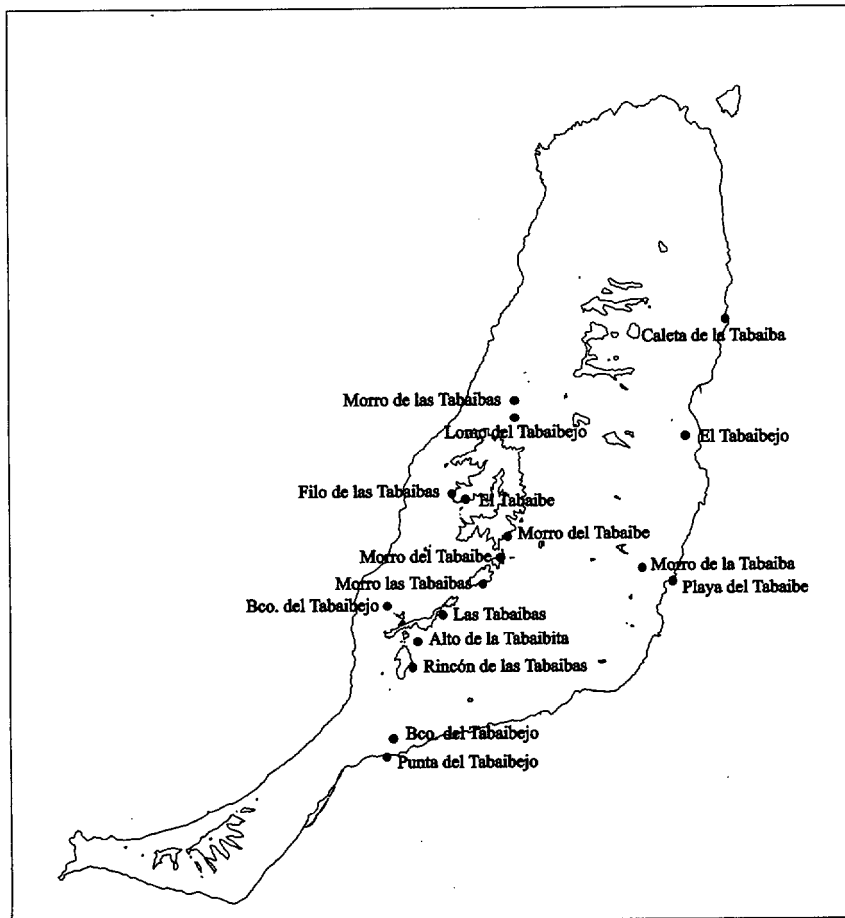 Caleta de la Tabaiba
Morro de las Tabaibas
Lomo del Tabaibejo
El Tabaibejo
Filo de las Tabaibas
El Tabaibe
Morro del Tabaibe
Morro del Tabaibe
Morro de la Tabaiba
Morro las Tabaibas
Playa del Tabaibe
Bco. del Tabaibejo
Las Tabaibas
Alto de la Tabaibita
Rincón de las Tabaibas
Bco. del Tabaibejo
Punta del Tabaibejo